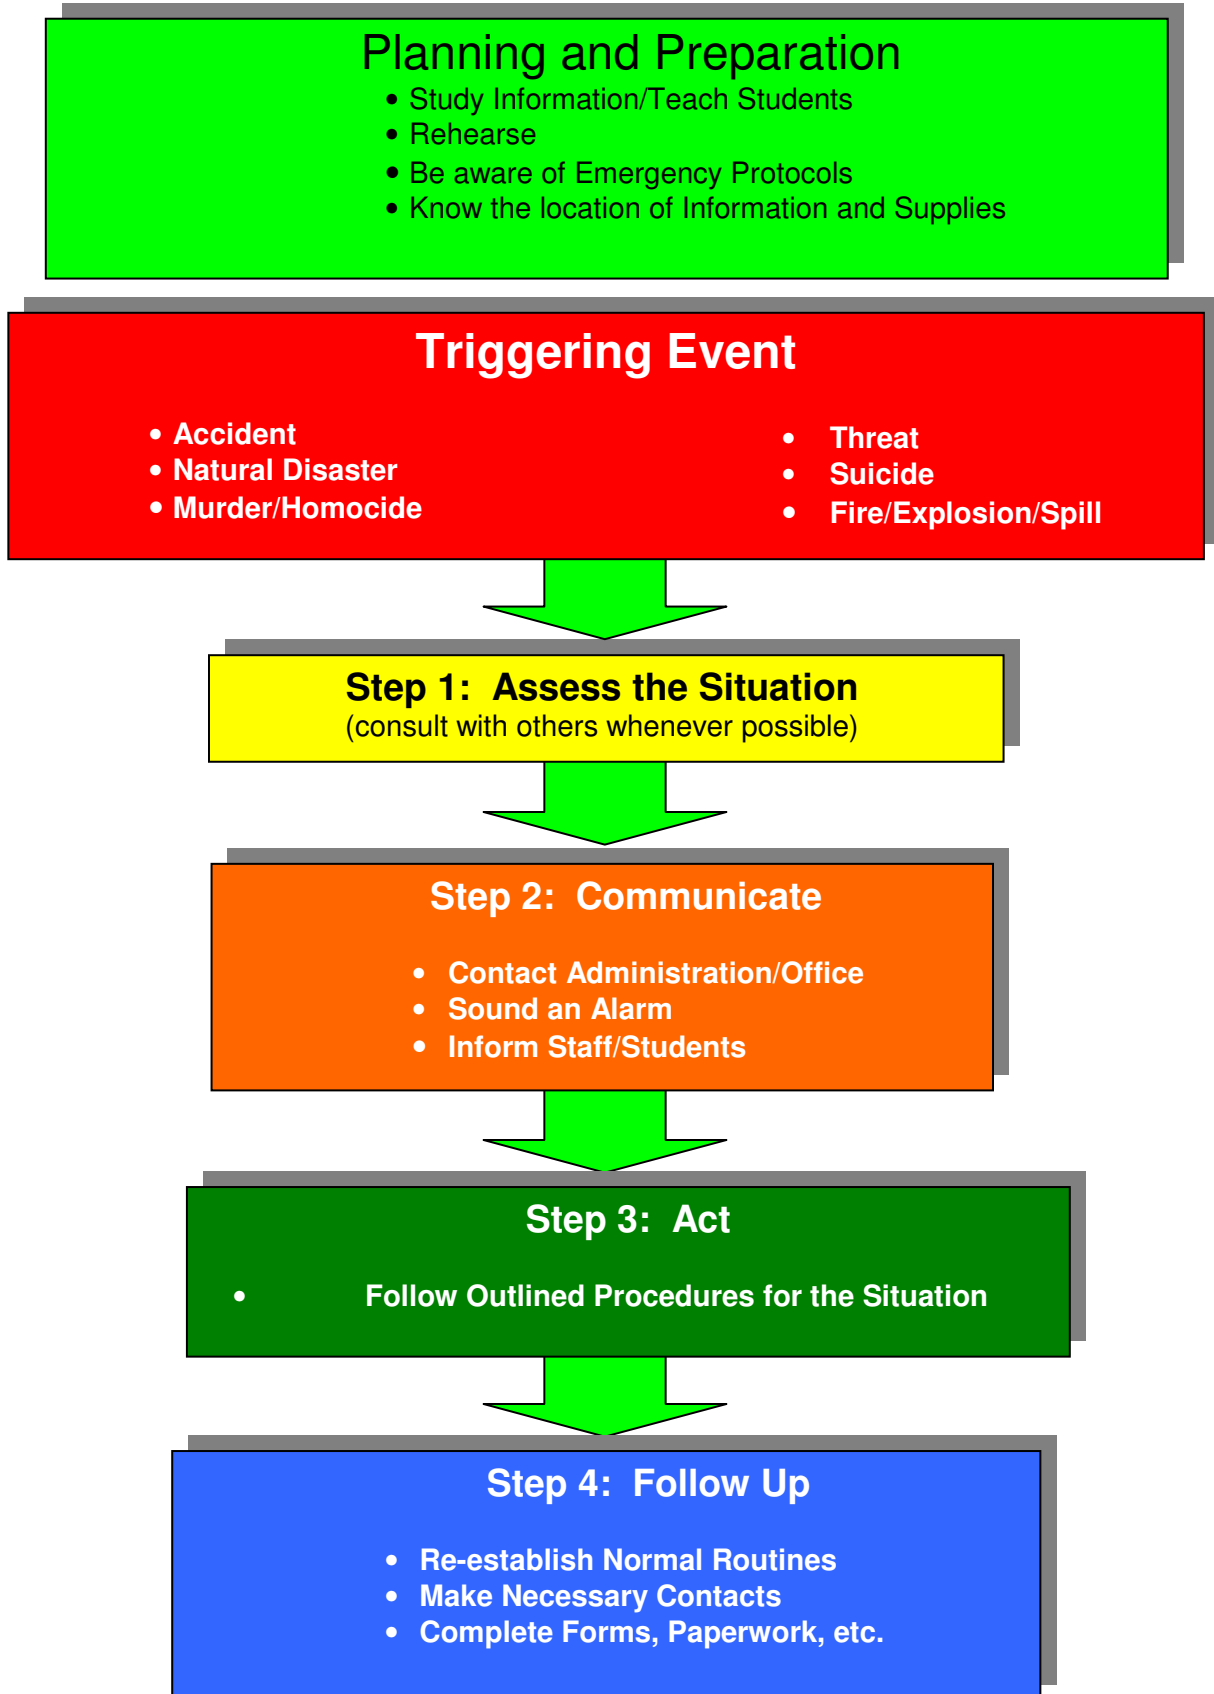 Planning and Preparation
• Study Information/Teach Students
• Rehearse
• Be aware of Emergency Protocols
• Know the location of Information and Supplies
Triggering Event
• Accident
• Natural Disaster
• Murder/Homocide
• Threat
• Suicide
• Fire/Explosion/Spill
Step 1:  Assess the Situation
(consult with others whenever possible)
Step 2:  Communicate
• Contact Administration/Office
• Sound an Alarm
• Inform Staff/Students
Step 3:  Act
• Follow Outlined Procedures for the Situation
Step 4:  Follow Up
• Re-establish Normal Routines
• Make Necessary Contacts
• Complete Forms, Paperwork, etc.